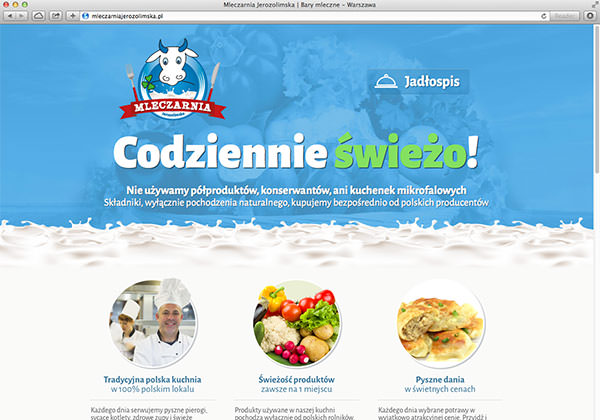 Mleczarnia Jerozolimska | Bary mleczne – Warszawa
mleczarniajerozolimska.pl
Reader
MLECZARNIA
Jerozolimska
Jadłospis
Codziennie świeżo!
Nie używamy półproduktów, konserwantów, ani kuchenek mikrofalowych
Składniki, wyłącznie pochodzenia naturalnego, kupujemy bezpośrednio od polskich producentów
Tradycyjna polska kuchnia
w 100% polskim lokalu
Każdego dnia serwujemy pyszne pierogi,
sycące kotlety, zdrowe zupy i świeże
Świeżość produktów
zawsze na 1 miejscu
Produkty używane w naszej kuchni
pochodzą wyłącznie od polskich rolników
Pyszne dania
w świetnych cenach
Każdego dnia wybrane potrawy w
wyjątkowo atrakcyjnej cenie. Przyjdź i